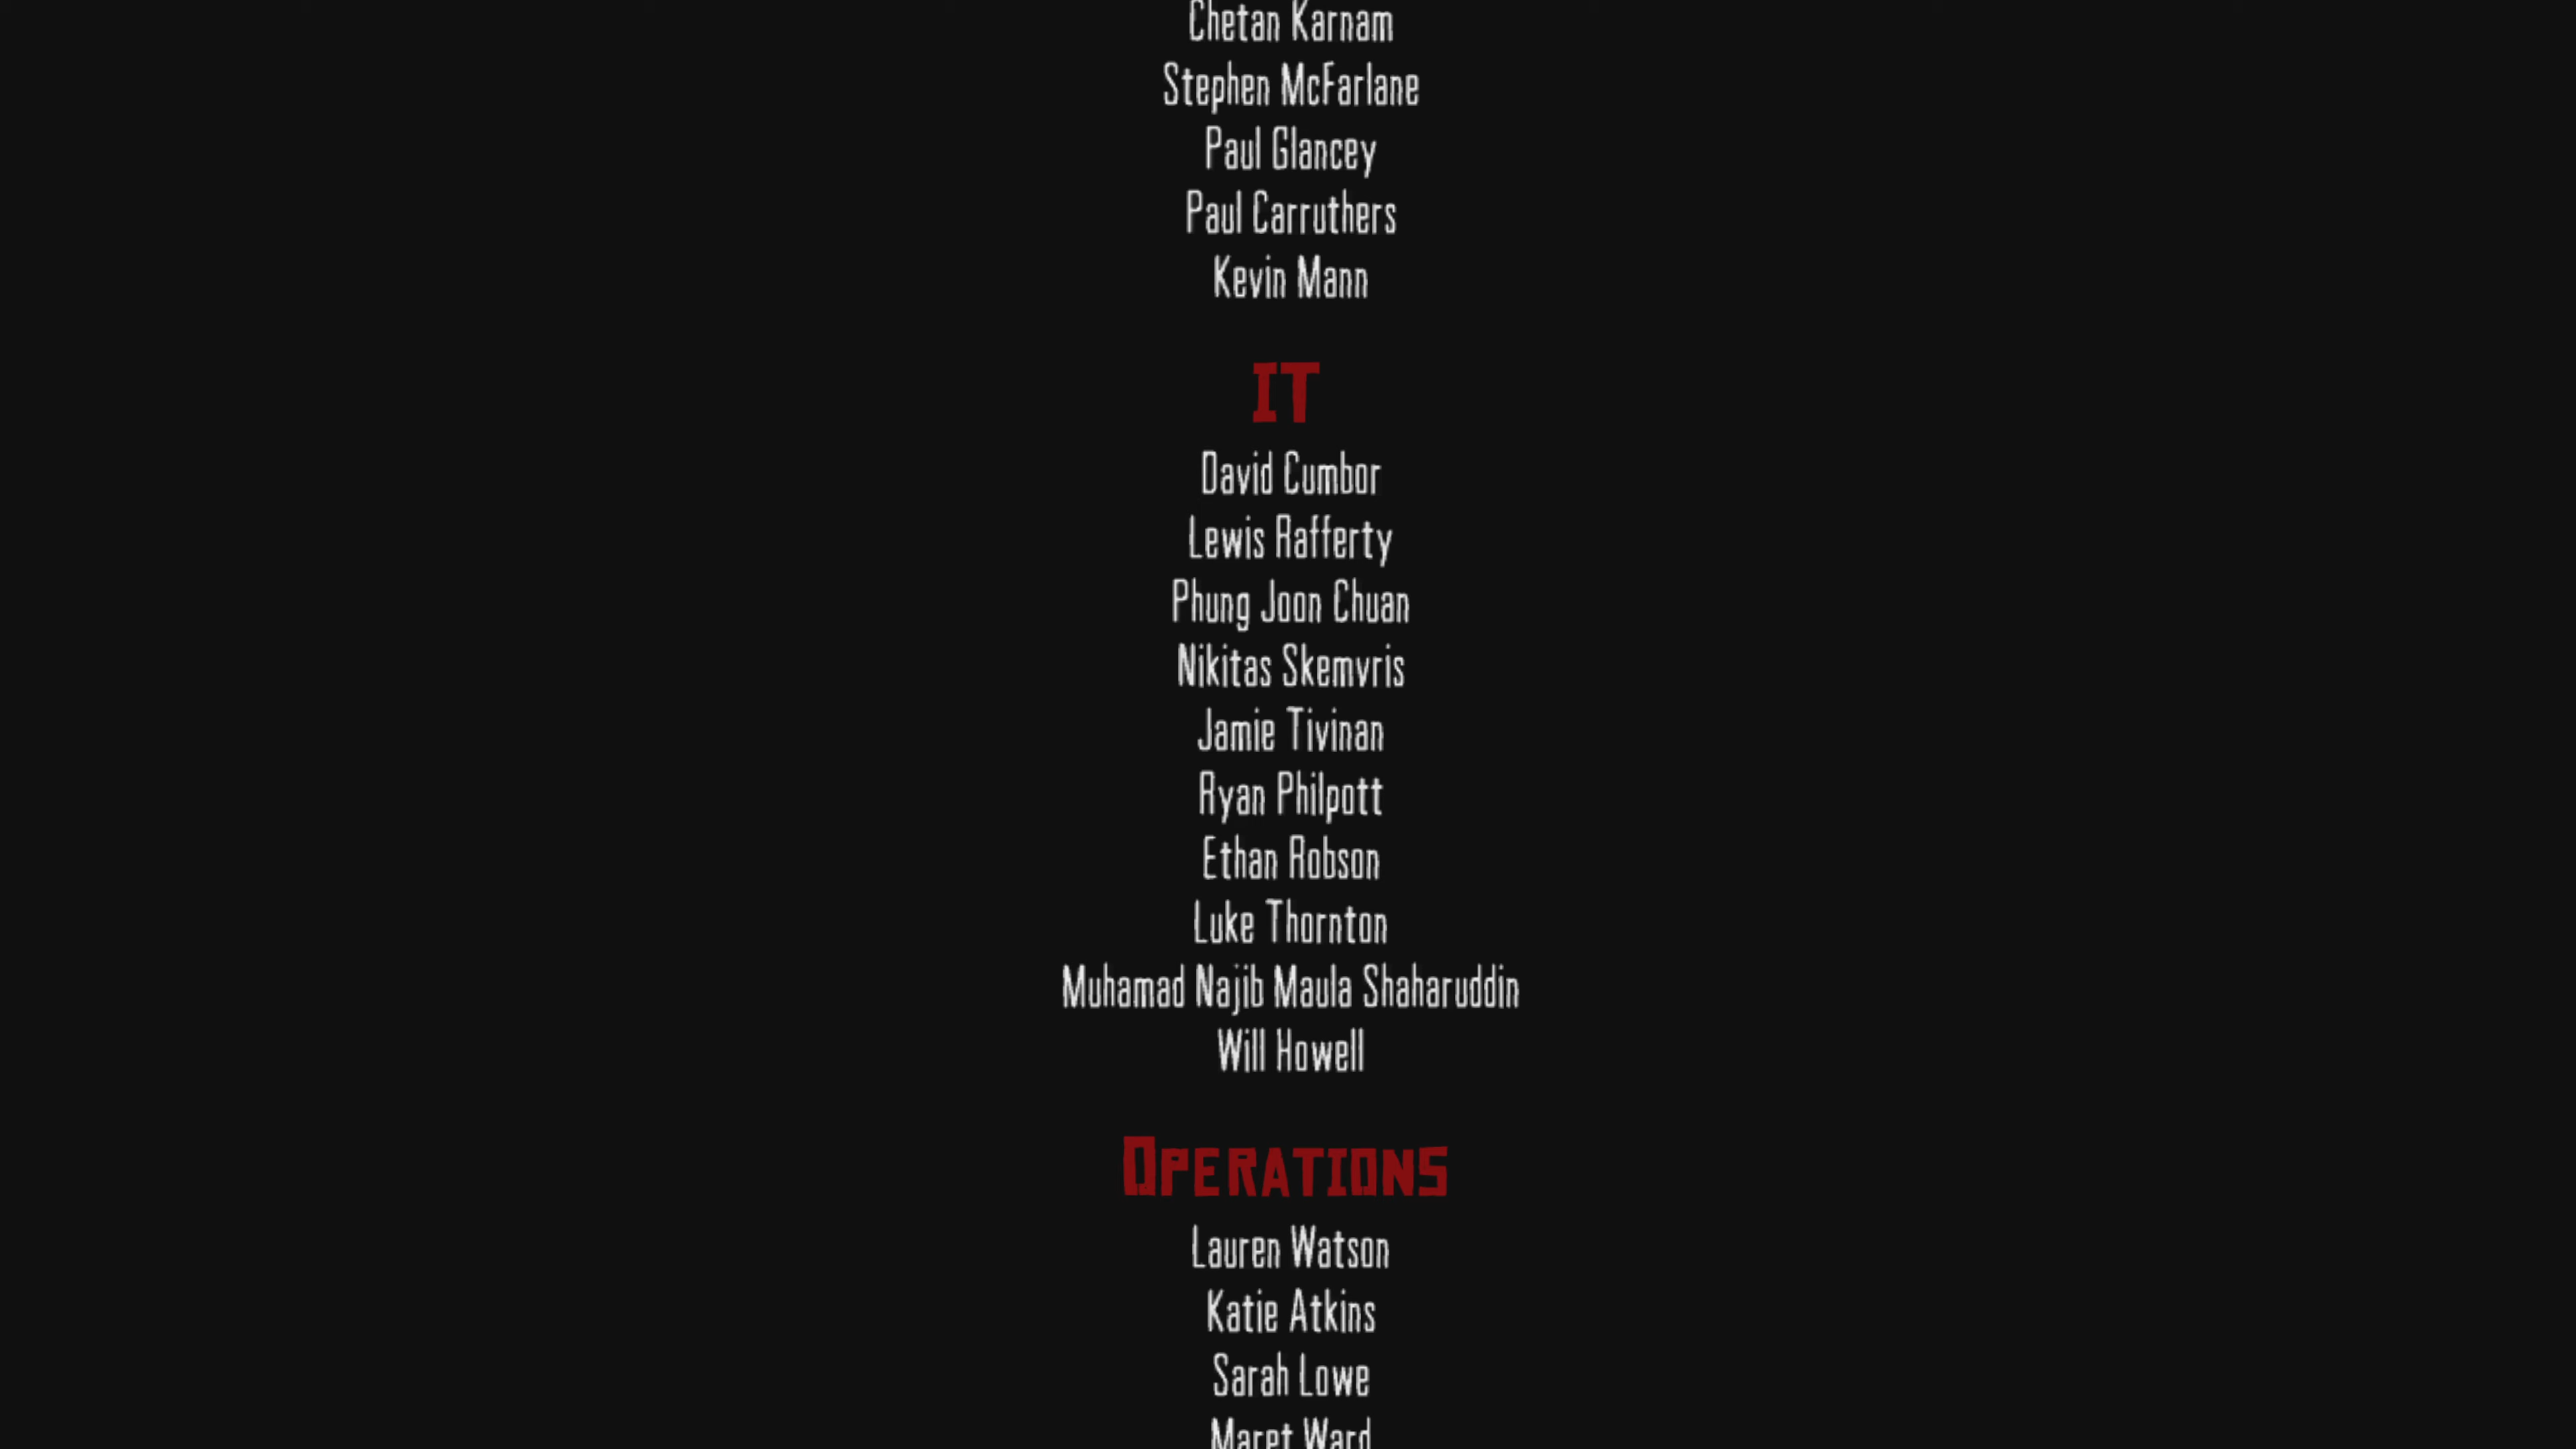 Chetan Karnam
Stephen McFarlane
Paul Glancey
Paul Carruthers
Kevin Mann
IT
David Cumbor
Lewis Rafferty
Phung Joon Chuan
Nikitas Skemvris
Jamie Tivinan
Ryan Philpott
Ethan Robson
Luke Thornton
Muhamad Najib Maula Shaharuddin
Will Howell
OPERATIONS
Lauren Watson
Katie Atkins
Sarah Lowe
Maret Ward